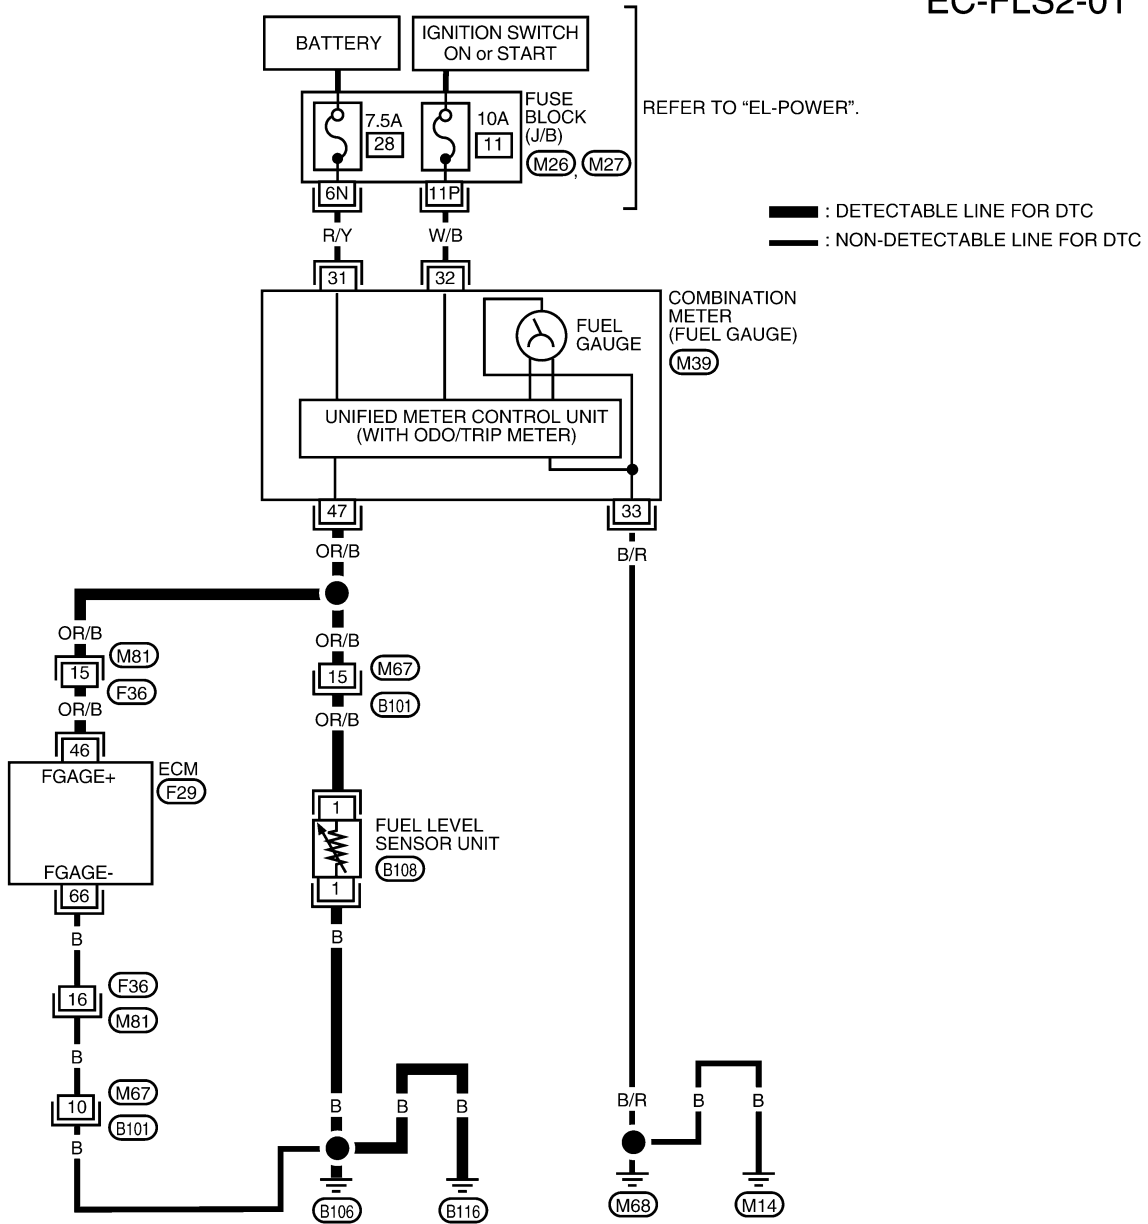 EC-FLS2-01
BATTERY
IGNITION SWITCH
ON or START
FUSE
BLOCK
(J/B)
M26, M27
7.5A
28
10A
11
REFER TO “EL-POWER”.
6N
11P
: DETECTABLE LINE FOR DTC
: NON-DETECTABLE LINE FOR DTC
R/Y
W/B
31
32
COMBINATION
METER
(FUEL GAUGE)
M39
FUEL
GAUGE
UNIFIED METER CONTROL UNIT
(WITH ODO/TRIP METER)
47
33
OR/B
B/R
OR/B
OR/B
15
M81
F36
15
M67
B101
OR/B
OR/B
46
FGAGE+
ECM
F29
FGAGE-
66
1
FUEL LEVEL
SENSOR UNIT
B108
1
B
B
16
F36
M81
B
10
M67
B101
B
B
B
B
B/R
B
B
B106
B116
M68
M14